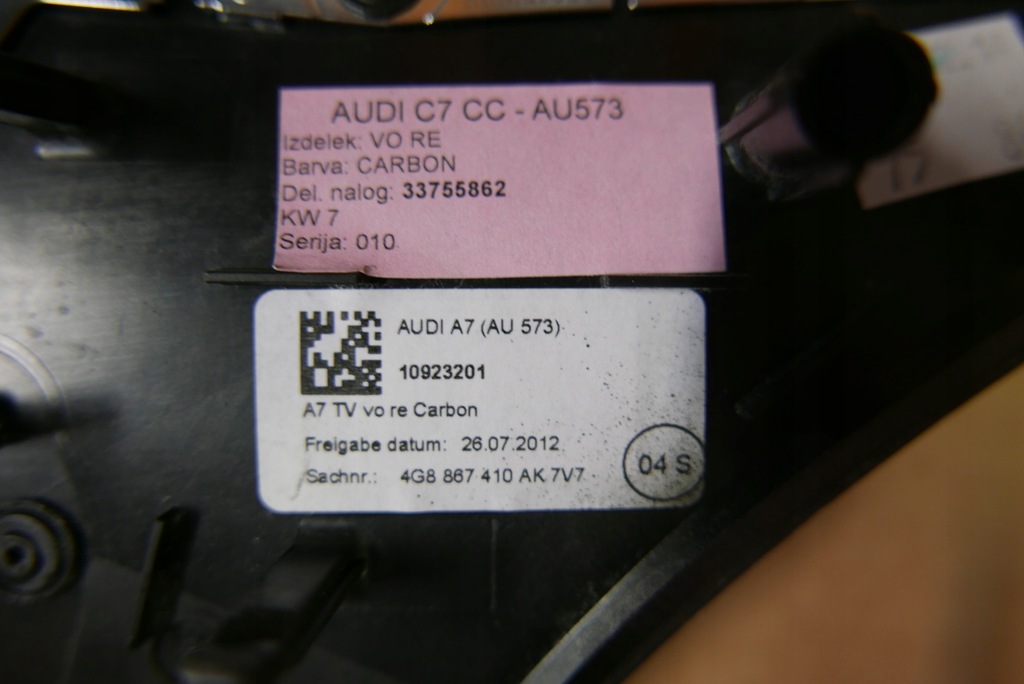 AUDI C7 CC - AU573
Izdelek: VO RE
Barva: CARBON
Del. nalog: 33755862
KW 7
Serija: 010
AUDI A7 (AU 573)
10923201
A7 TV vo re Carbon
Freigabe datum: 26.07.2012
Sachnr.: 4G8 867 410 AK 7V7
04 S
17